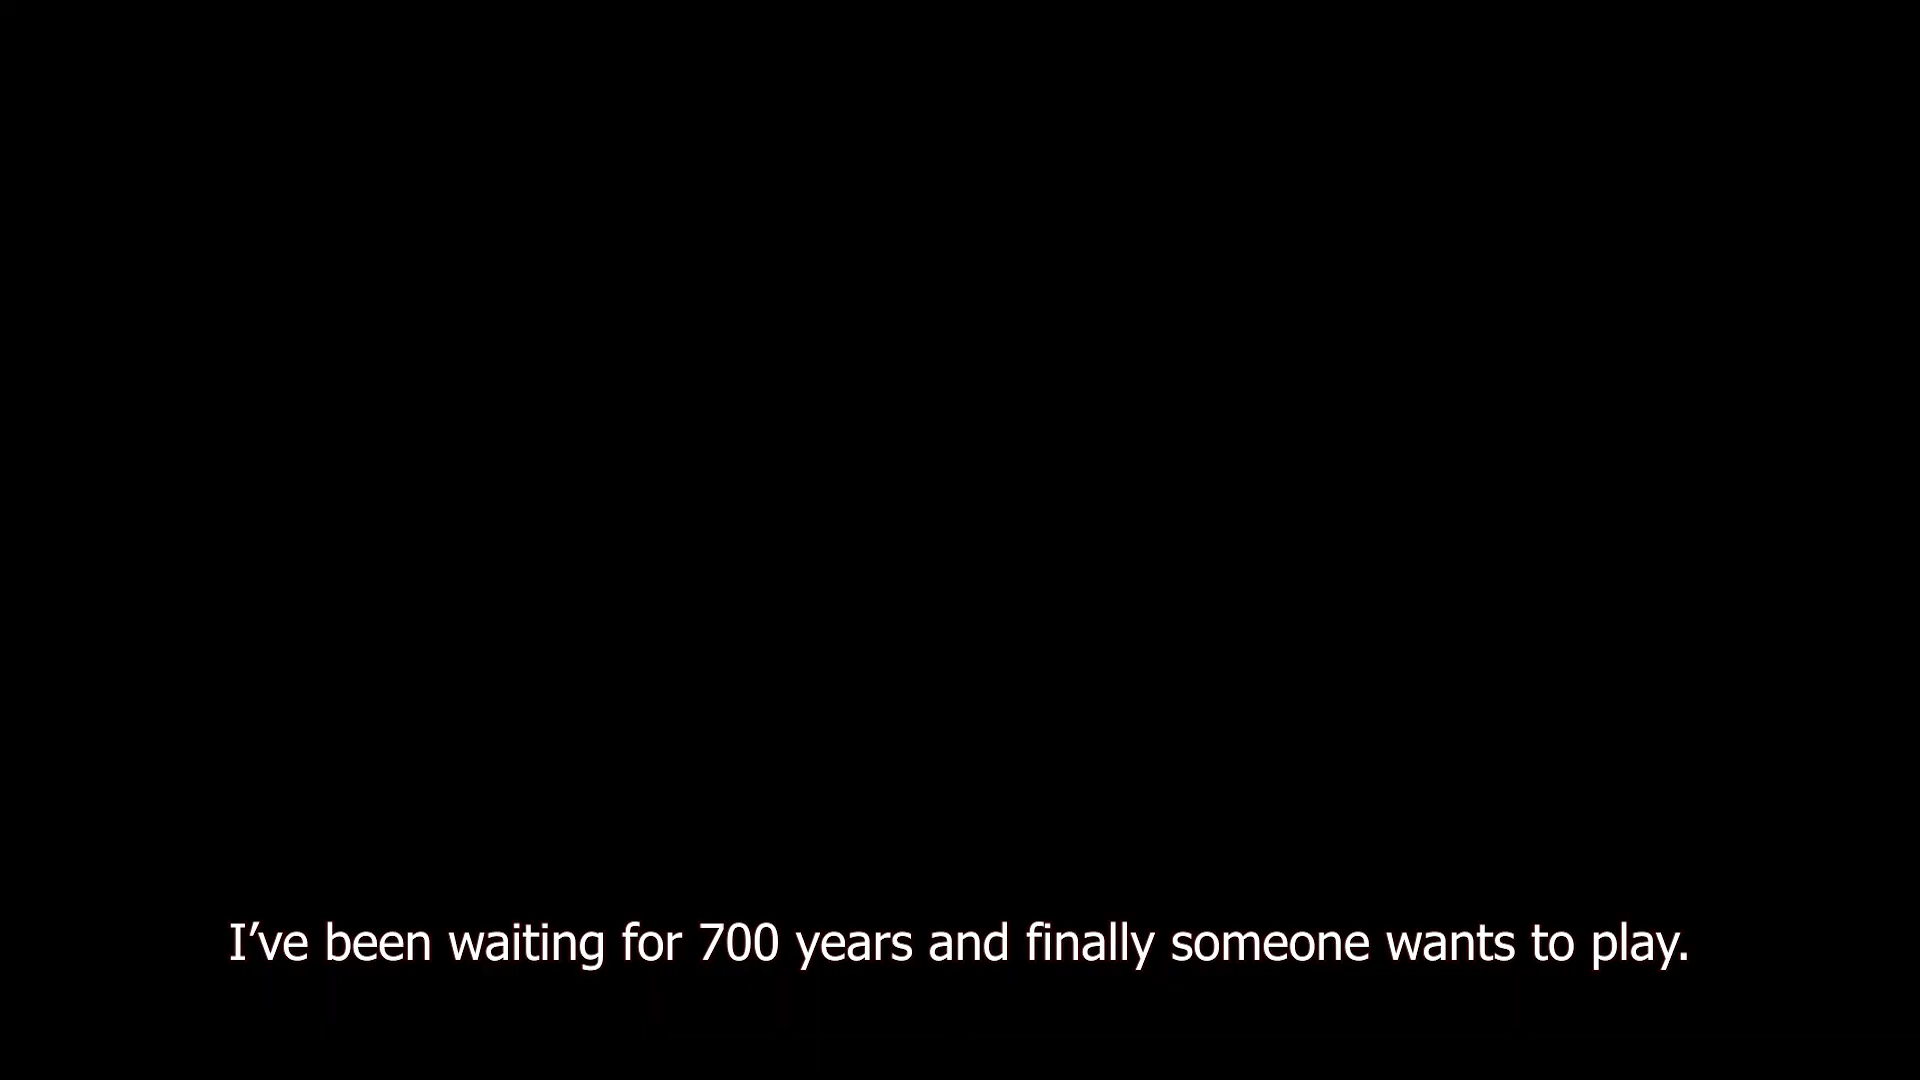 I’ve been waiting for 700 years and finally someone wants to play.